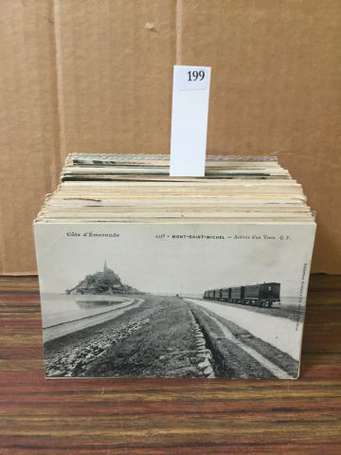 199
Côte d'Émeraude
MONT-SAINT-MICHEL — Arrivée d'un Train G. F.